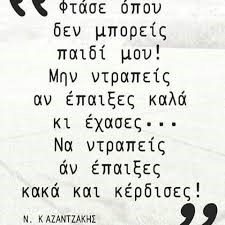 “Φτάσε όπου
δεν μπορείς
παιδί μου!
Μην ντραπείς
αν έπαιξες καλά
κι έχασες...
Να ντραπείς
άν έπαιξες
κακά και κέρδισες!
Ν. ΚΑΖΑΝΤΖΑΚΗΣ ”